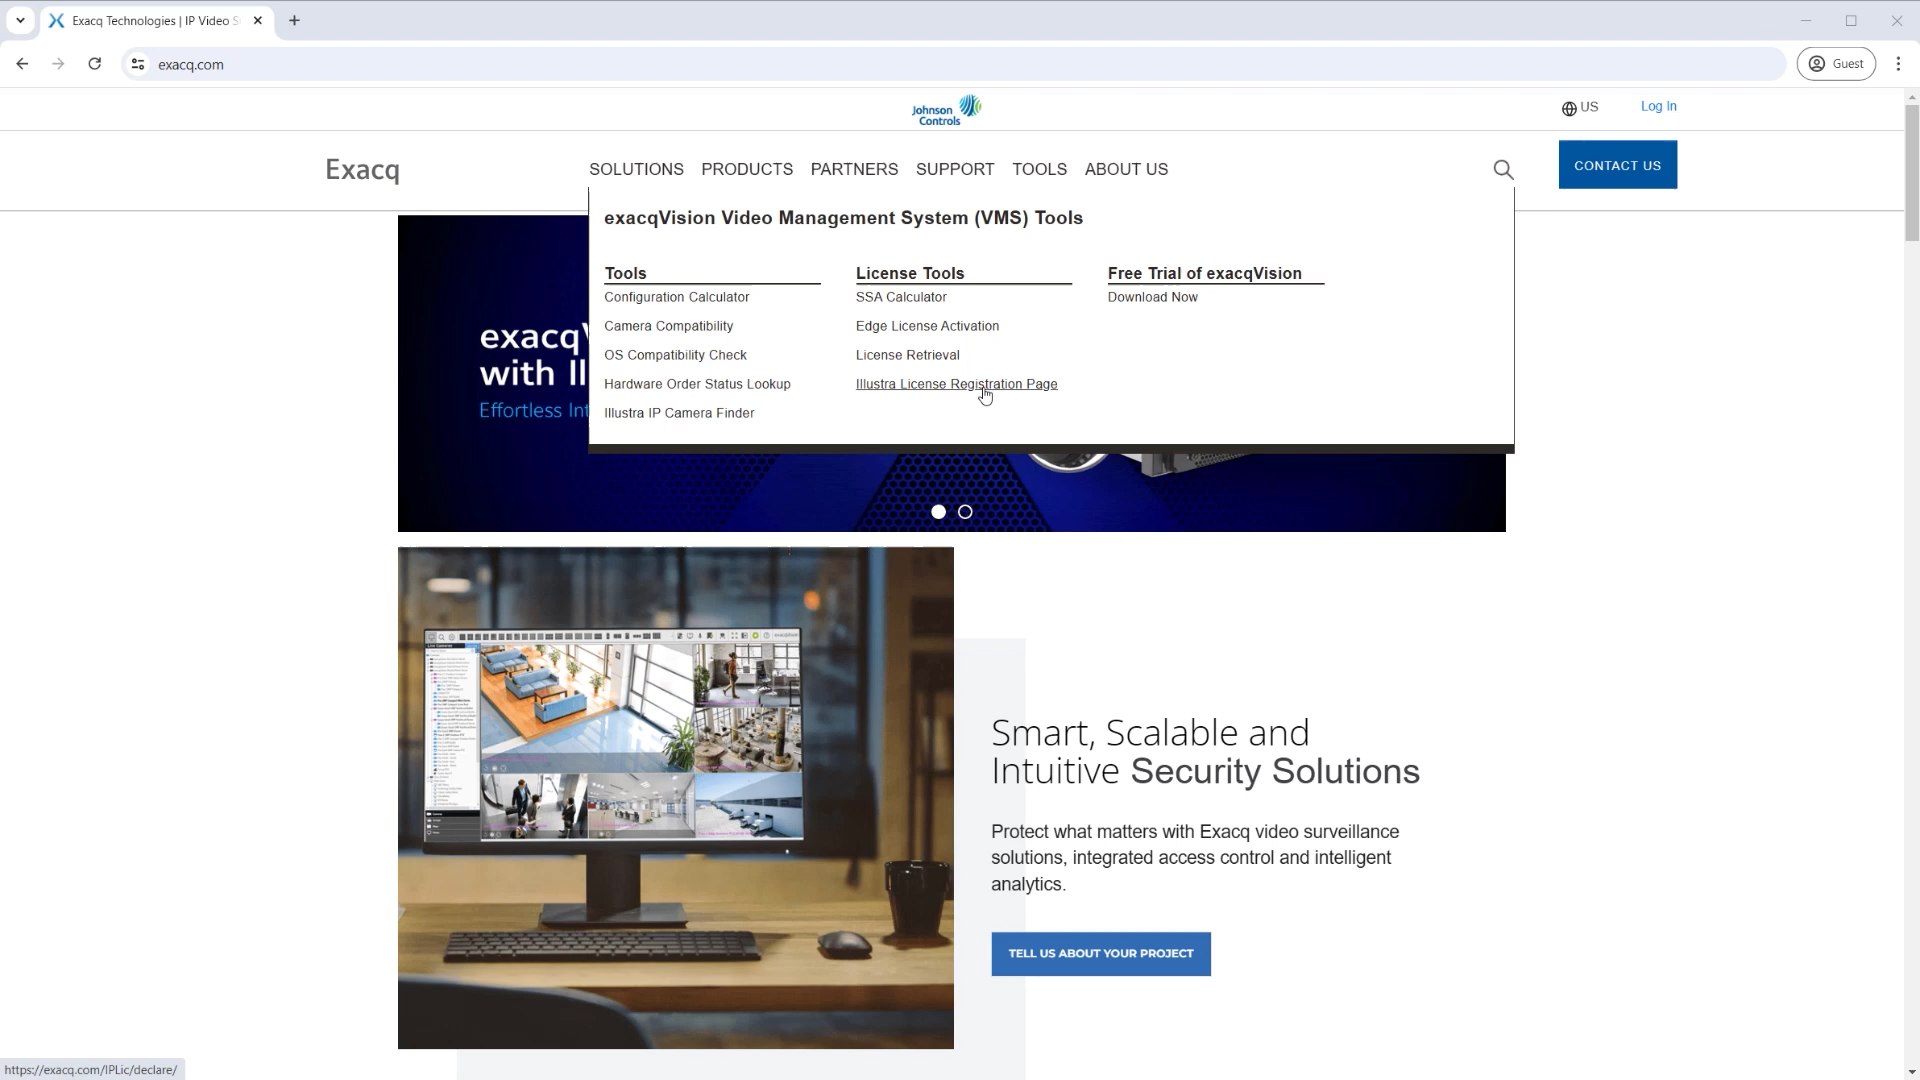 Exacq Technologies | IP Video S
exacq.com
Guest
Johnson
Controls
US
Log In
Exacq
SOLUTIONS PRODUCTS PARTNERS SUPPORT TOOLS ABOUT US
CONTACT US
exacqVision Video Management System (VMS) Tools
Tools
Configuration Calculator
Camera Compatibility
OS Compatibility Check
Hardware Order Status Lookup
Illustra IP Camera Finder
License Tools
SSA Calculator
Edge License Activation
License Retrieval
Illustra License Registration Page
Free Trial of exacqVision
Download Now
exacqV
with Il
Effortless Int
Smart, Scalable and
Intuitive Security Solutions
Protect what matters with Exacq video surveillance
solutions, integrated access control and intelligent
analytics.
TELL US ABOUT YOUR PROJECT
https://exacq.com/IPLic/declare/